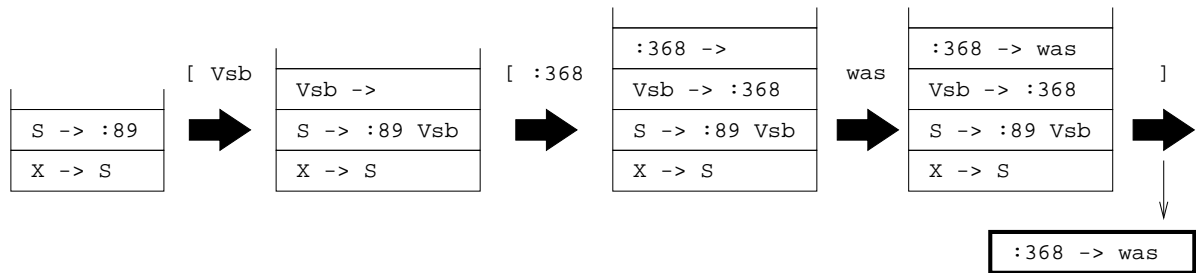 [ Vsb
[ :368
was
]
S -> :89
X -> S
Vsb ->
S -> :89 Vsb
X -> S
:368 ->
Vsb -> :368
S -> :89 Vsb
X -> S
:368 -> was
Vsb -> :368
S -> :89 Vsb
X -> S
:368 -> was